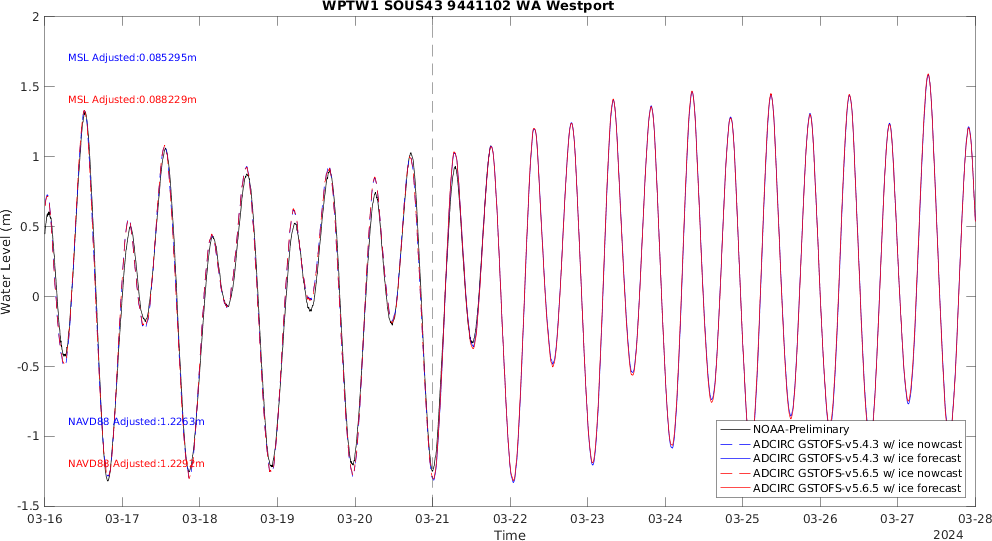 WPTW1 SOUS43 9441102 WA Westport
2
1.5
1
0.5
0
-0.5
-1
-1.5
Water Level (m)
MSL Adjusted:0.085295m
MSL Adjusted:0.088229m
NAVD88 Adjusted:1.2263m
NAVD88 Adjusted:1.2292m
NOAA-Preliminary
ADCIRC GSTOFS-v5.4.3 w/ ice nowcast
ADCIRC GSTOFS-v5.4.3 w/ ice forecast
ADCIRC GSTOFS-v5.6.5 w/ ice nowcast
ADCIRC GSTOFS-v5.6.5 w/ ice forecast
03-16 03-17 03-18 03-19 03-20 03-21 03-22 03-23 03-24 03-25 03-26 03-27 03-28
Time
2024